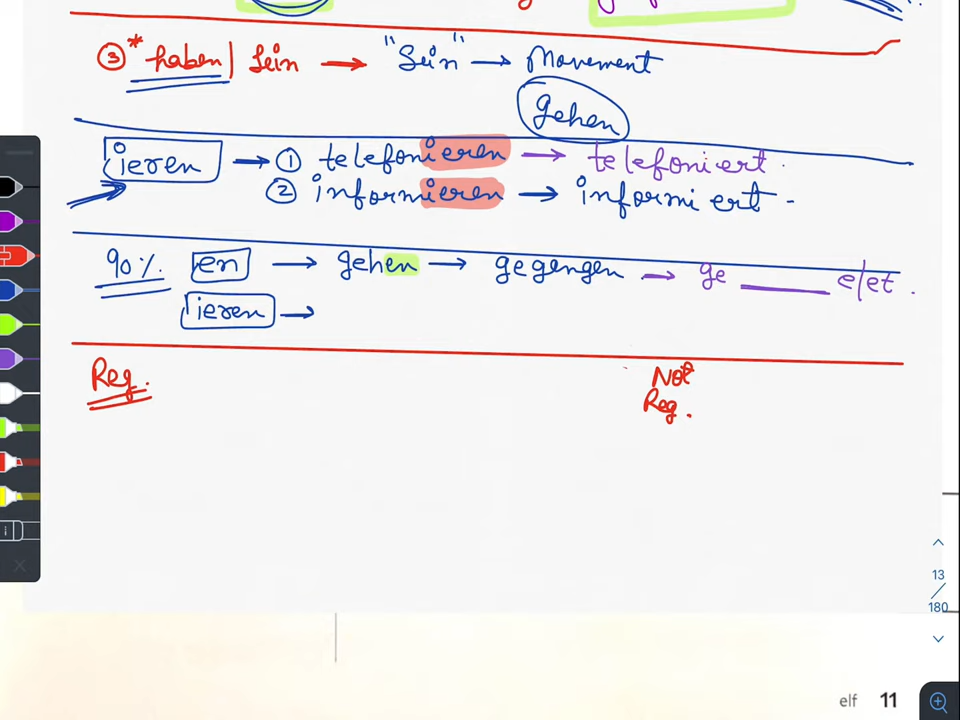 ③* haben / sein → "Sein" → Movement
gehen
ieren → ① telefonieren → telefoniert.
② informieren → informiert -
90% en → gehen → gegengen → ge ______ e/et.
ieren →
Reg. Not
Reg.
13
/
180
elf 11